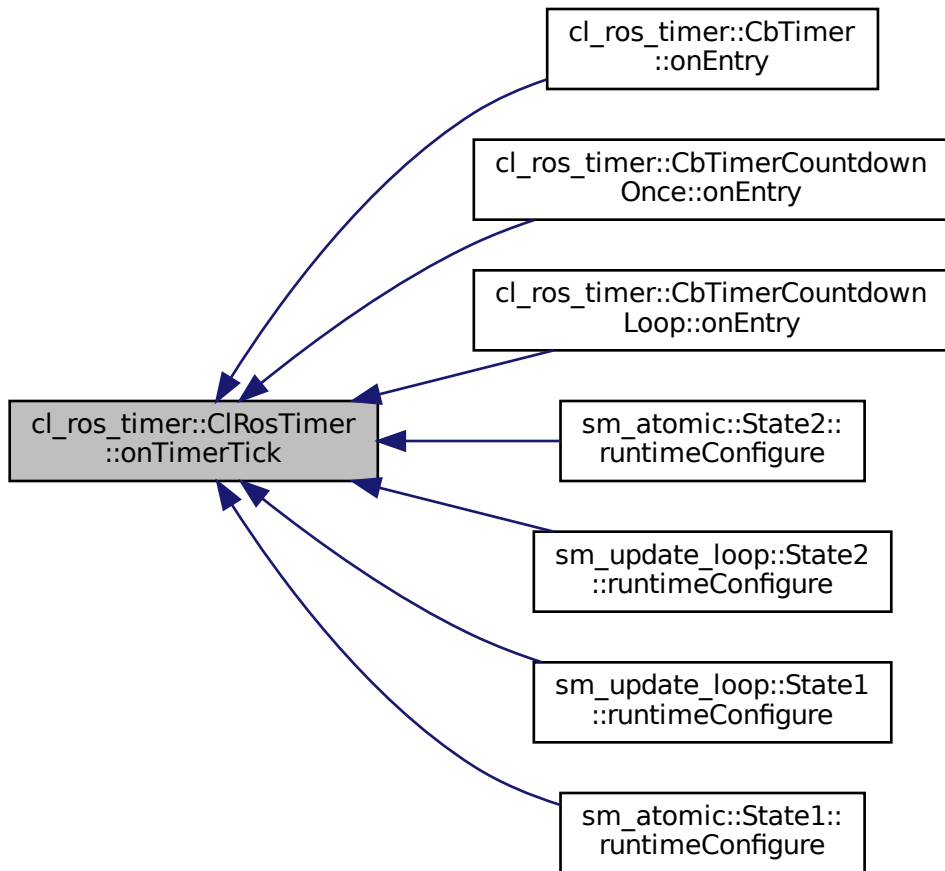 cl_ros_timer::CbTimer
::onEntry
cl_ros_timer::CbTimerCountdown
Once::onEntry
cl_ros_timer::CbTimerCountdown
Loop::onEntry
cl_ros_timer::ClRosTimer
::onTimerTick
sm_atomic::State2::
runtimeConfigure
sm_update_loop::State2
::runtimeConfigure
sm_update_loop::State1
::runtimeConfigure
sm_atomic::State1::
runtimeConfigure